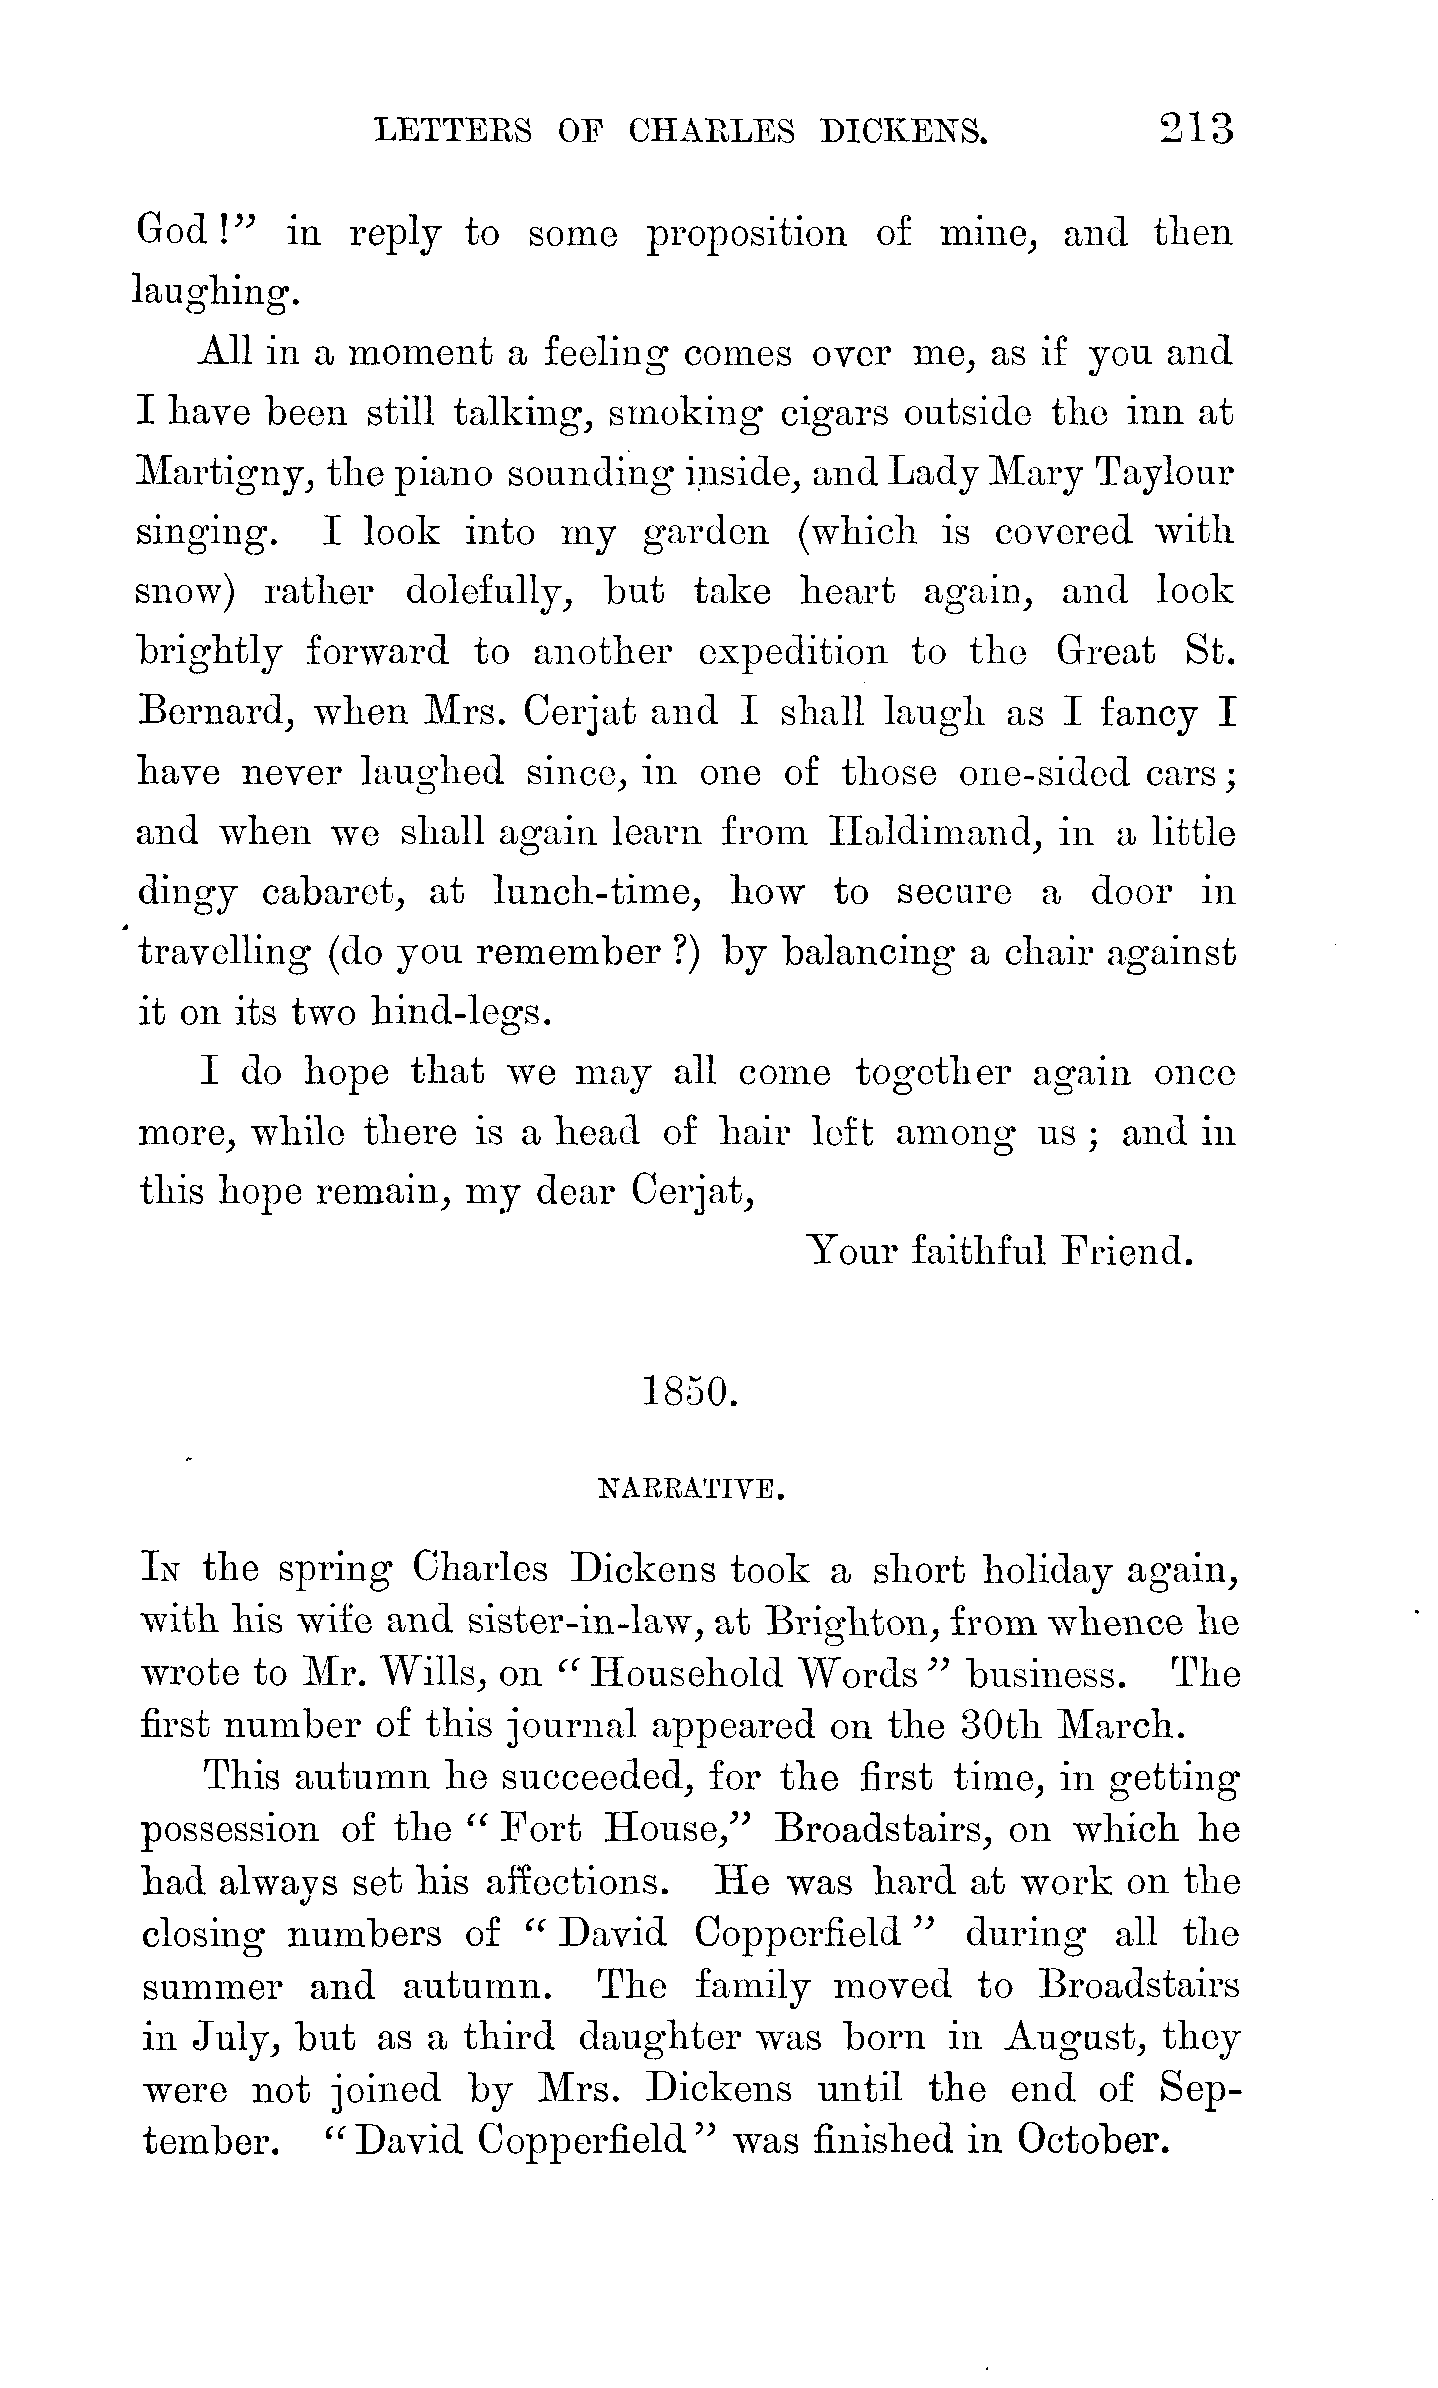 LETTERS OF CHARLES DICKENS. 213
God!” in reply to some proposition of mine, and then
laughing.
All in a moment a feeling comes over me, as if you and
I have been still talking, smoking cigars outside the inn at
Martigny, the piano sounding inside, and Lady Mary Taylour
singing. I look into my garden (which is covered with
snow) rather dolefully, but take heart again, and look
brightly forward to another expedition to the Great St.
Bernard, when Mrs. Cerjat and I shall laugh as I fancy I
have never laughed since, in one of those one-sided cars;
and when we shall again learn from Haldimand, in a little
dingy cabaret, at lunch-time, how to secure a door in
travelling (do you remember?) by balancing a chair against
it on its two hind-legs.
I do hope that we may all come together again once
more, while there is a head of hair left among us; and in
this hope remain, my dear Cerjat,
Your faithful Friend.
1850.
NARRATIVE.
In the spring Charles Dickens took a short holiday again,
with his wife and sister-in-law, at Brighton, from whence he
wrote to Mr. Wills, on “Household Words” business. The
first number of this journal appeared on the 30th March.
This autumn he succeeded, for the first time, in getting
possession of the “Fort House,” Broadstairs, on which he
had always set his affections. He was hard at work on the
closing numbers of “David Copperfield” during all the
summer and autumn. The family moved to Broadstairs
in July, but as a third daughter was born in August, they
were not joined by Mrs. Dickens until the end of Sep-
tember. “David Copperfield” was finished in October.